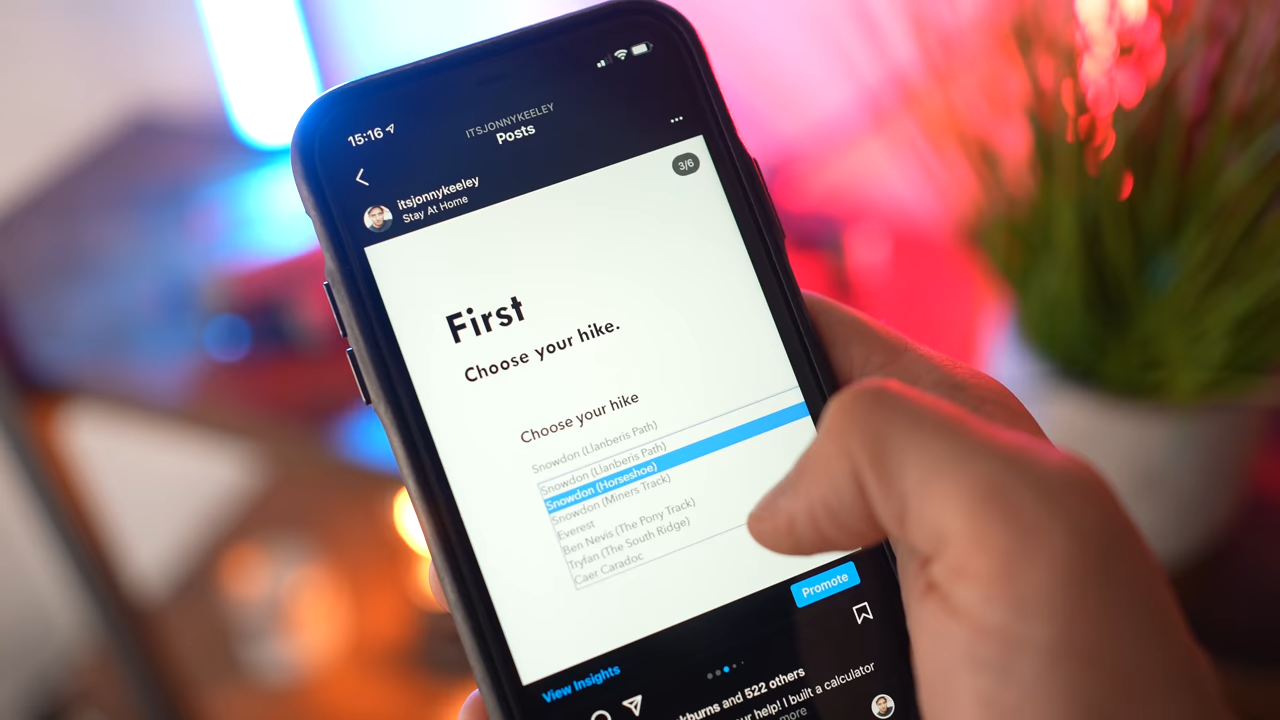 15:16
ITSJONNYKEELEY
Posts
itsjonnykeeley
Stay At Home
3/6
First
Choose your hike.
Choose your hike
Snowdon (Llanberis Path)
Snowdon (Llanberis Path)
Snowdon (Horseshoe)
Snowdon (Miners Track)
Everest
Ben Nevis (The Pony Track)
Tryfan (The South Ridge)
Caer Caradoc
Promote
View Insights
and 522 others
help! I built a calculator
more